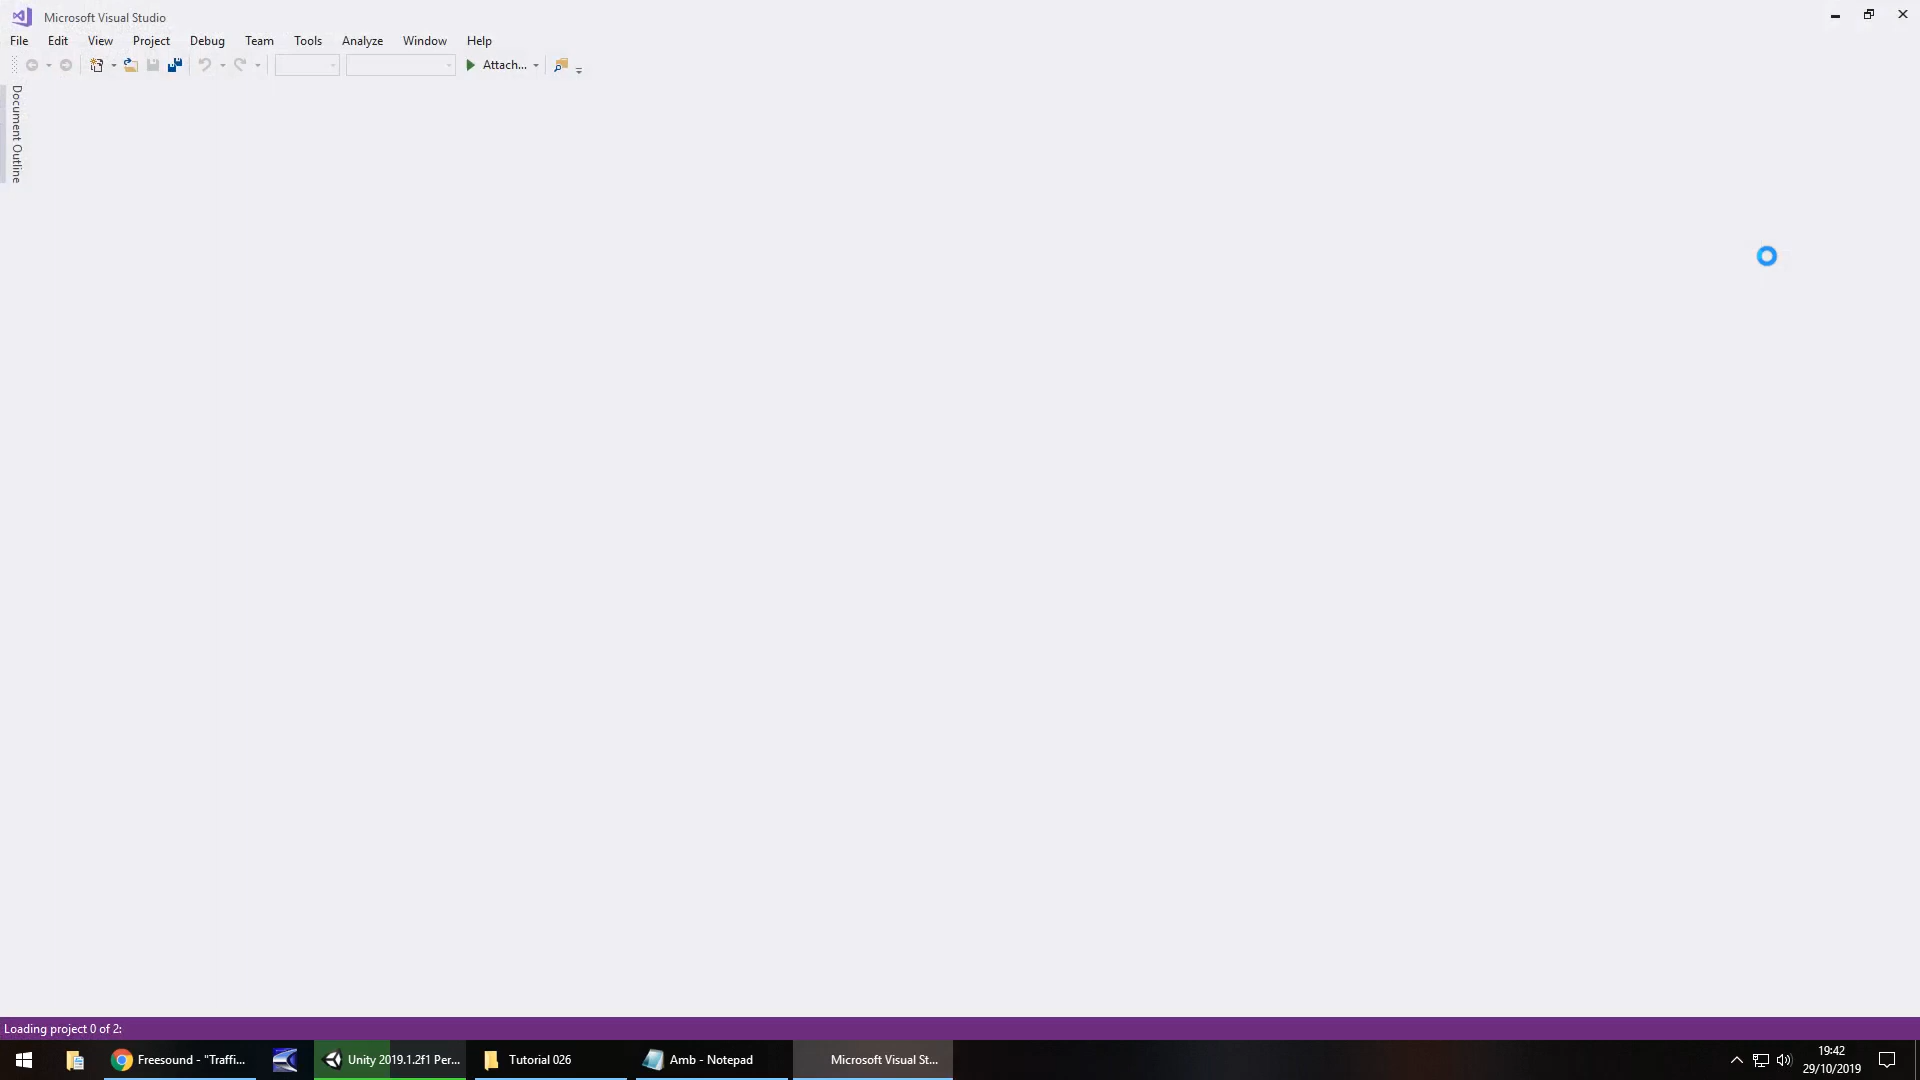 Microsoft Visual Studio
File Edit View Project Debug Team Tools Analyze Window Help
Attach...
Document Outline
Loading project 0 of 2:
Freesound - "Traffi... Unity 2019.1.2f1 Per... Tutorial 026 Amb - Notepad Microsoft Visual St...
19:42
29/10/2019